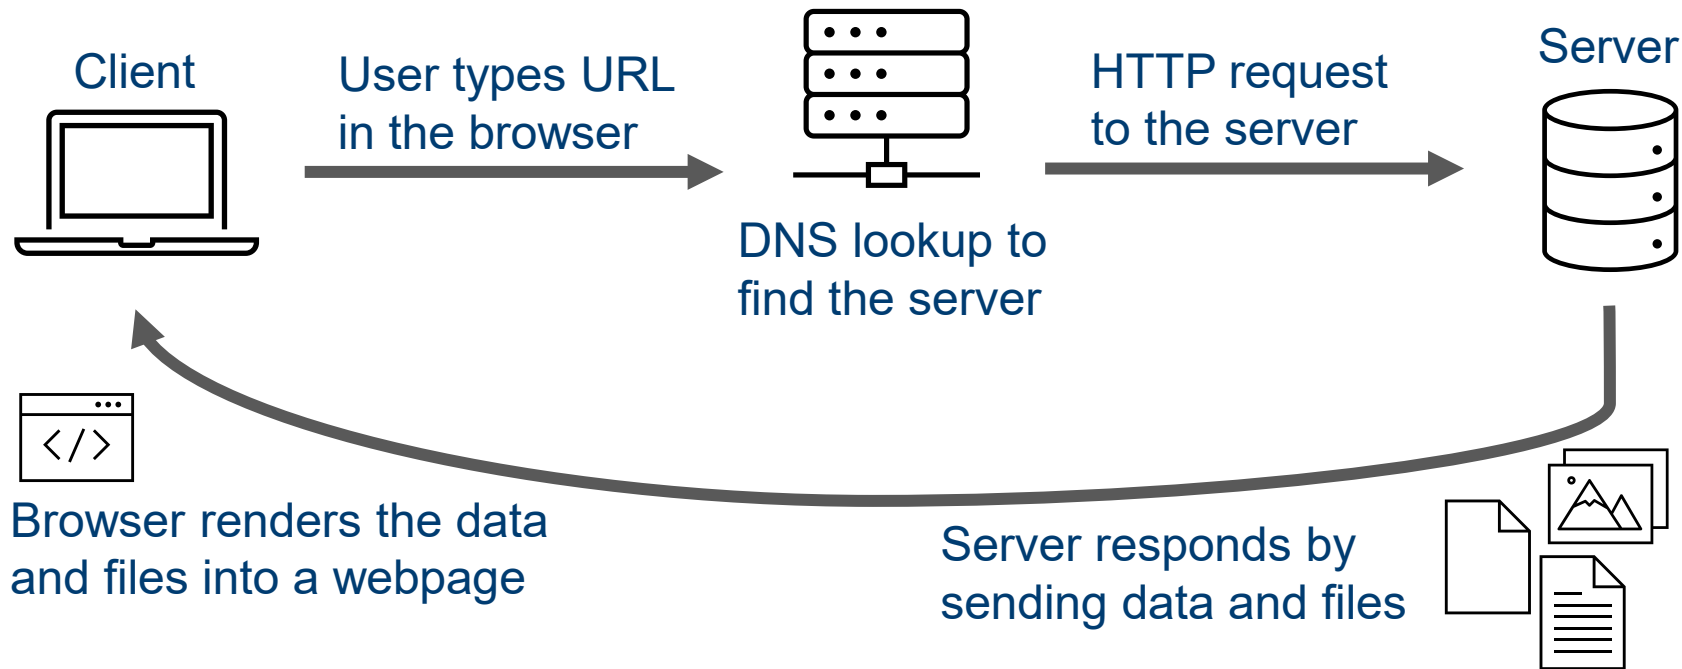 Client
User types URL
in the browser
DNS lookup to
find the server
HTTP request
to the server
Server
</>
Browser renders the data
and files into a webpage
Server responds by
sending data and files